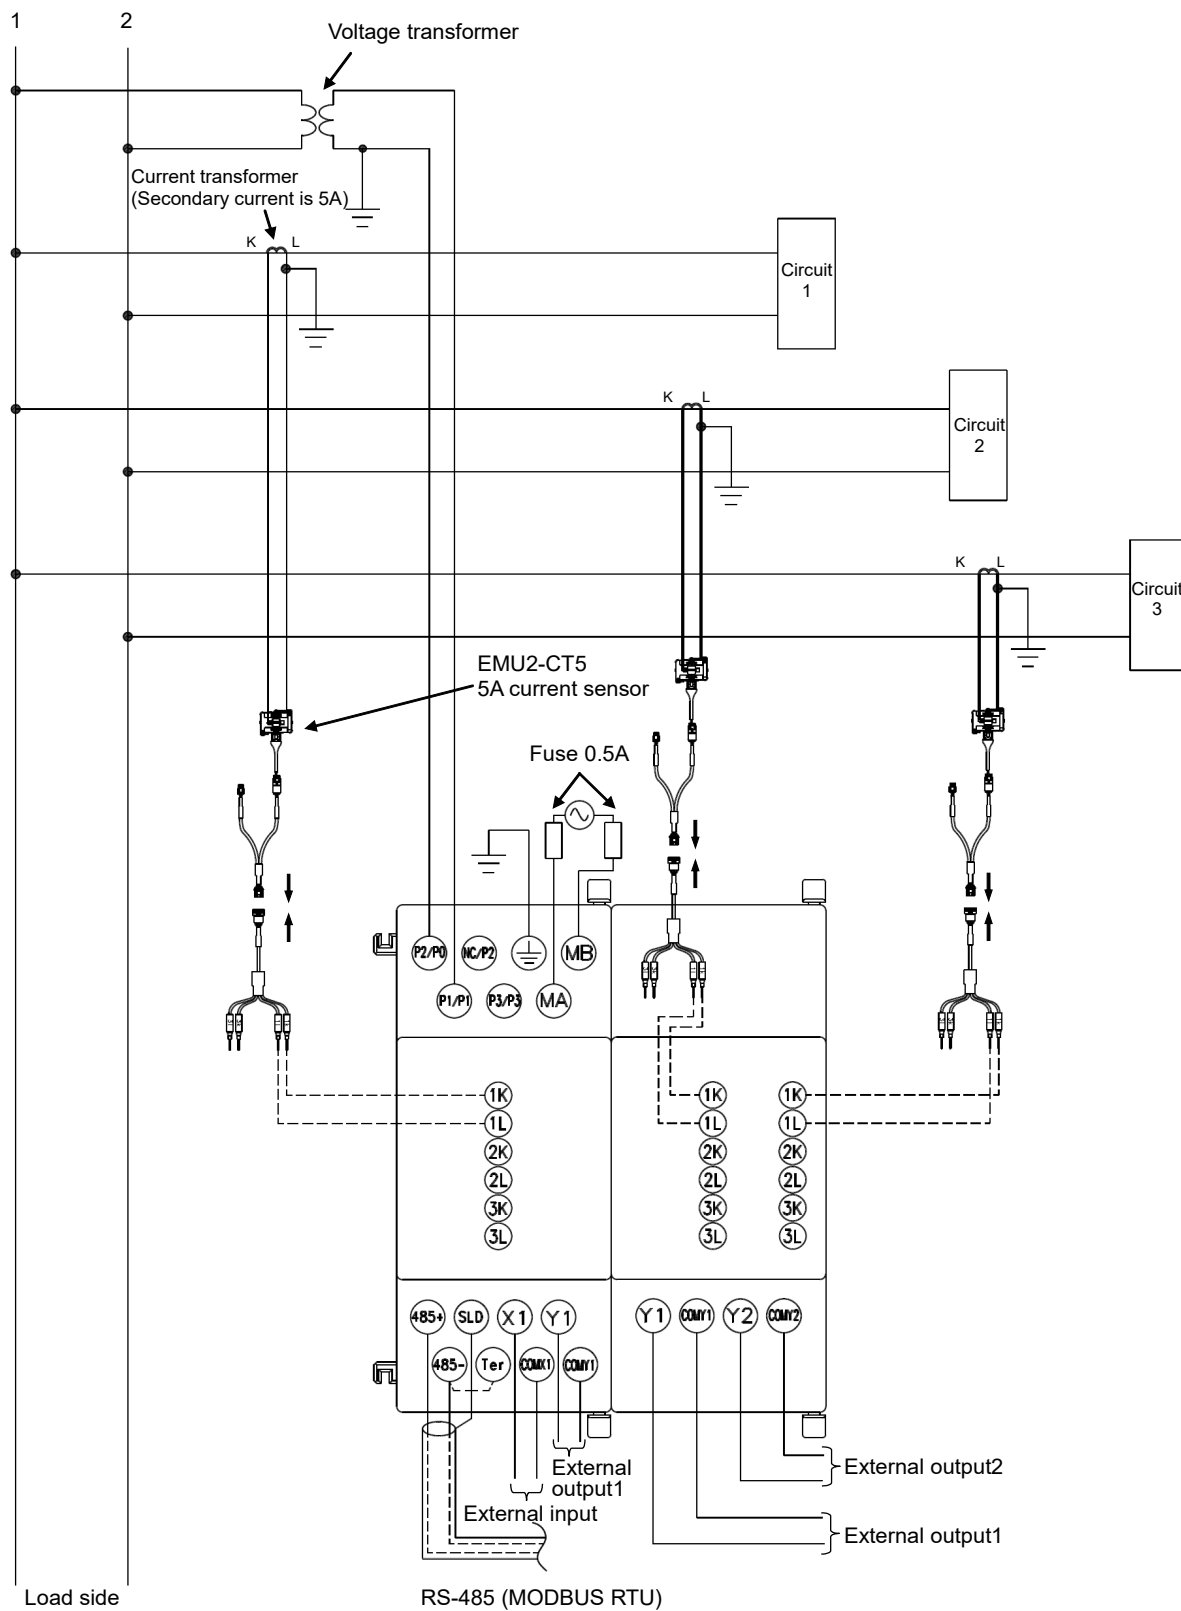 1
2
Voltage transformer
Current transformer
(Secondary current is 5A)
K
L
Circuit
1
K
L
Circuit
2
K
L
Circuit
3
EMU2-CT5
5A current sensor
Fuse 0.5A
P2/P0
NC/P2
MB
P1/P1
P3/P3
MA
1K
1K
1K
1L
1L
1L
2K
2K
2K
2L
2L
2L
3K
3K
3K
3L
3L
3L
485+
SLD
X1
Y1
Y1
COMY1
Y2
COMY2
485-
Ter
COMX1
COMY1
External
output1
External output2
External input
External output1
Load side
RS-485 (MODBUS RTU)